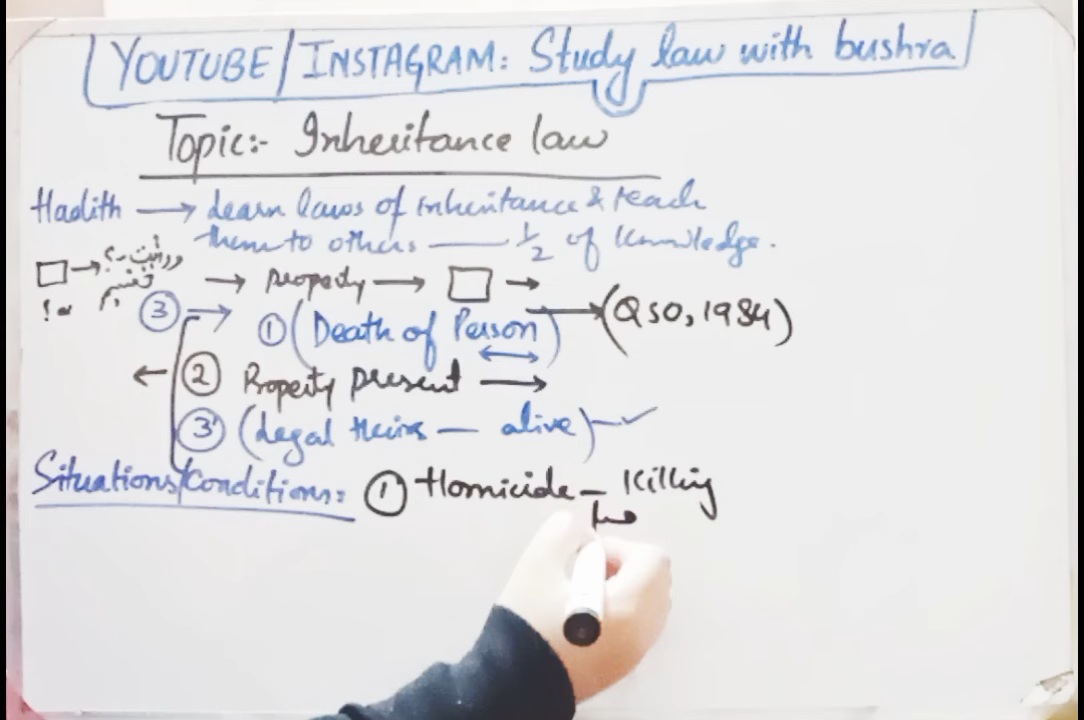 YOUTUBE/INSTAGRAM: Study law with bushra
Topic:- Inheritance law
Hadith → Learn laws of inheritance & teach
them to others — 1/2 of knowledge.
→ Property → □ →
□ → وراثت
تقسیم
③ → ① (Death of Person) → (QSO, 1984)
← ② Property present →
③ (Legal Heirs — alive) - ✓
Situations/Conditions:- ① Homicide - Killing